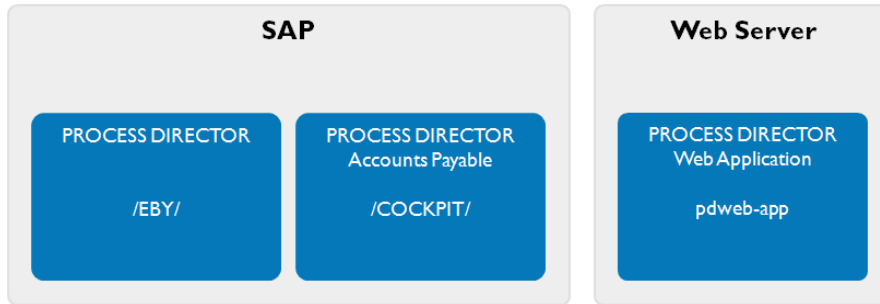 SAP
PROCESS DIRECTOR
/EBY/
PROCESS DIRECTOR
Accounts Payable
/COCKPIT/
Web Server
PROCESS DIRECTOR
Web Application
pdweb-app